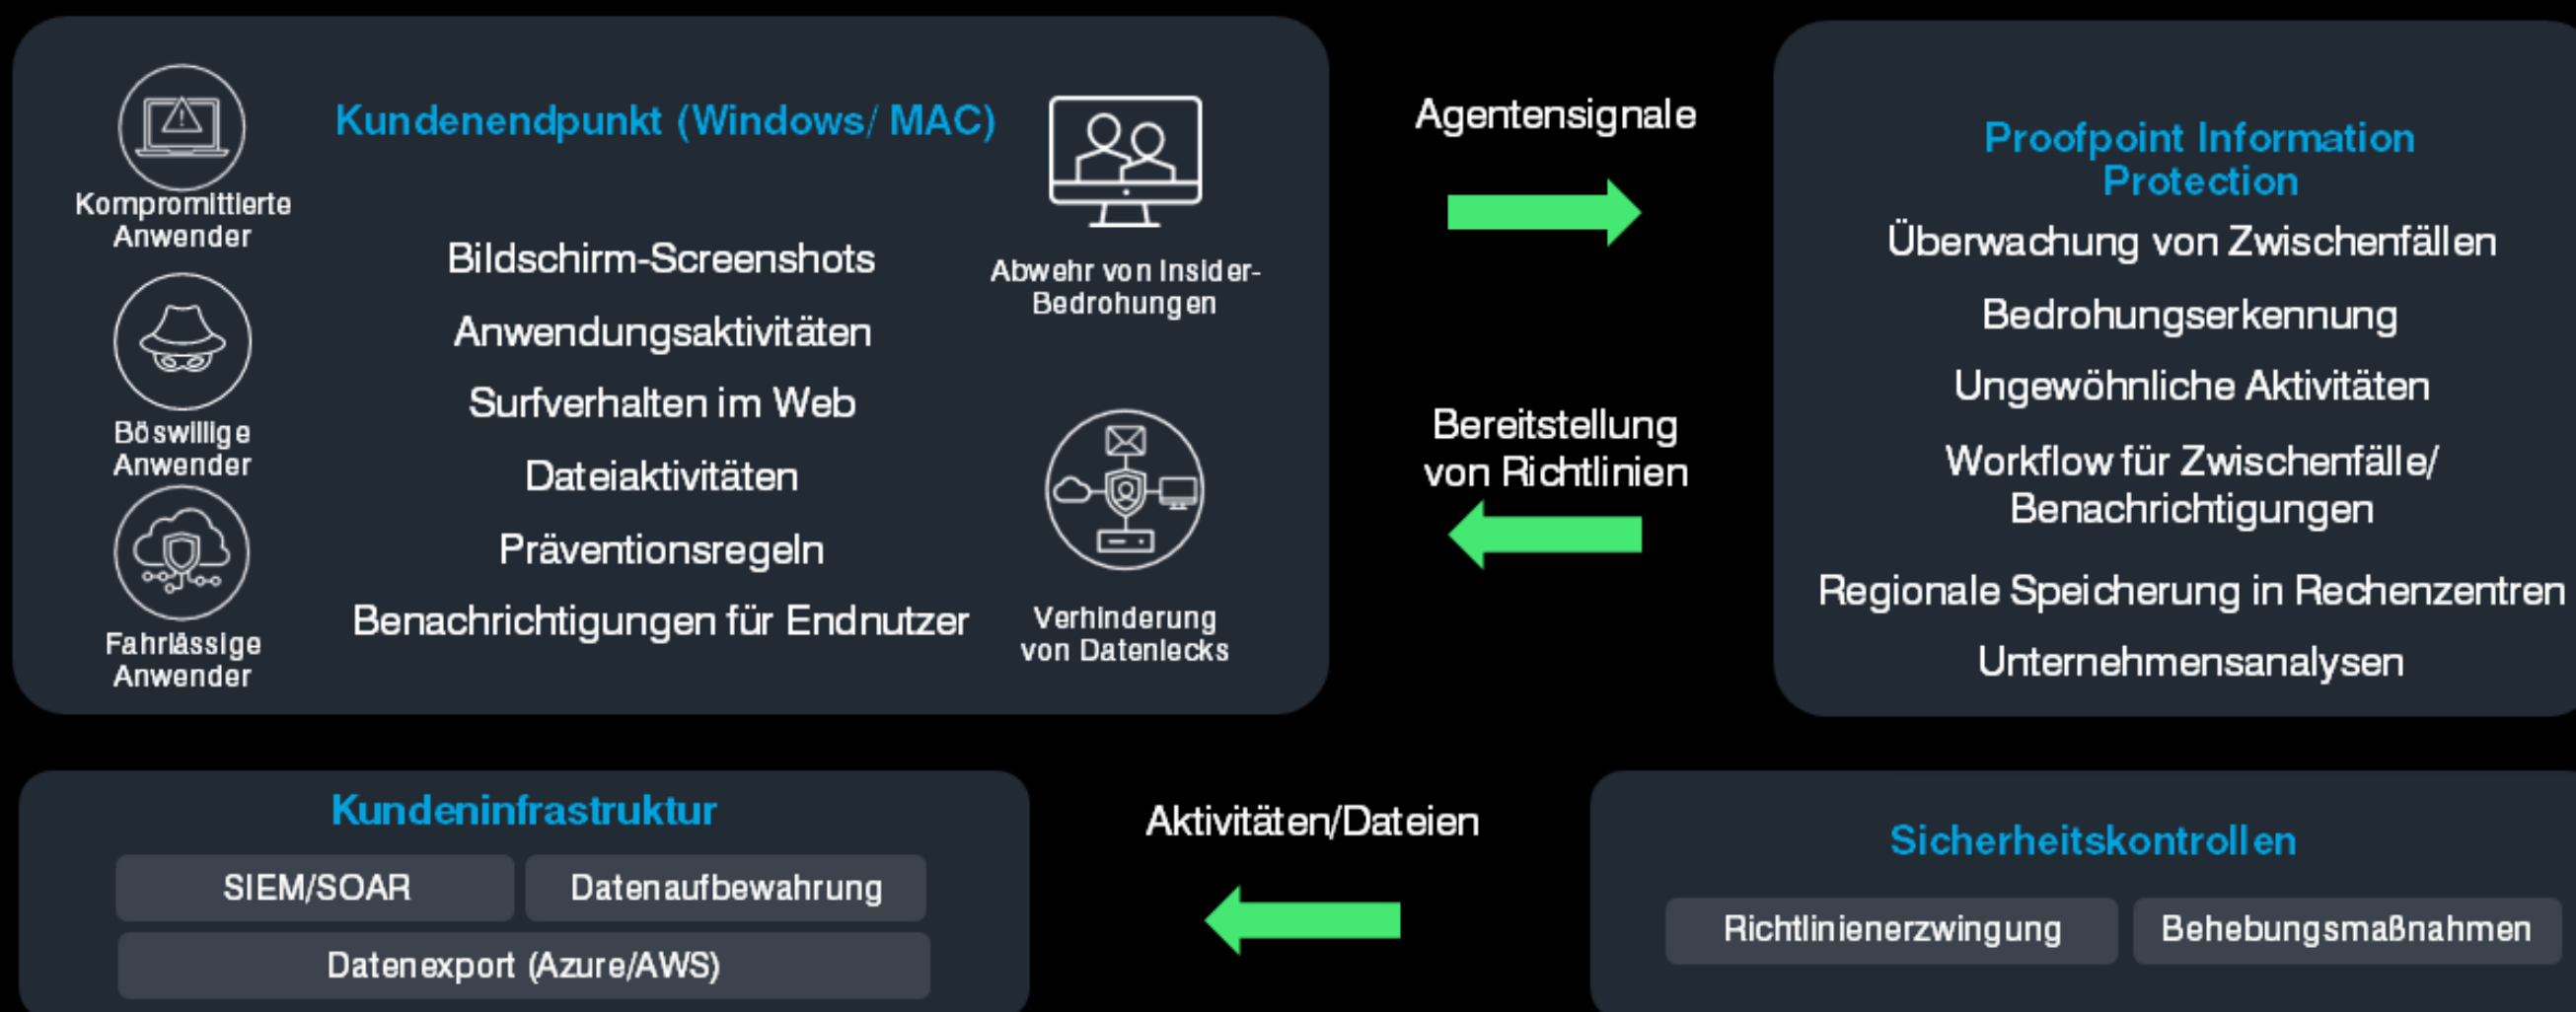 Kundenendpunkt (Windows/ MAC)
Kompromittierte
Anwender
Böswillige
Anwender
Fahrlässige
Anwender
Bildschirm-Screenshots
Anwendungsaktivitäten
Surfverhalten im Web
Dateiaktivitäten
Präventionsregeln
Benachrichtigungen für Endnutzer
Abwehr von Insider-
Bedrohungen
Verhinderung
von Datenlecks
Agentensignale
Bereitstellung
von Richtlinien
Proofpoint Information
Protection
Überwachung von Zwischenfällen
Bedrohungserkennung
Ungewöhnliche Aktivitäten
Workflow für Zwischenfälle/
Benachrichtigungen
Regionale Speicherung in Rechenzentren
Unternehmensanalysen
Kundeninfrastruktur
SIEM/SOAR
Datenaufbewahrung
Datenexport (Azure/AWS)
Aktivitäten/Dateien
Sicherheitskontrollen
Richtlinienerzwingung
Behebungsmaßnahmen